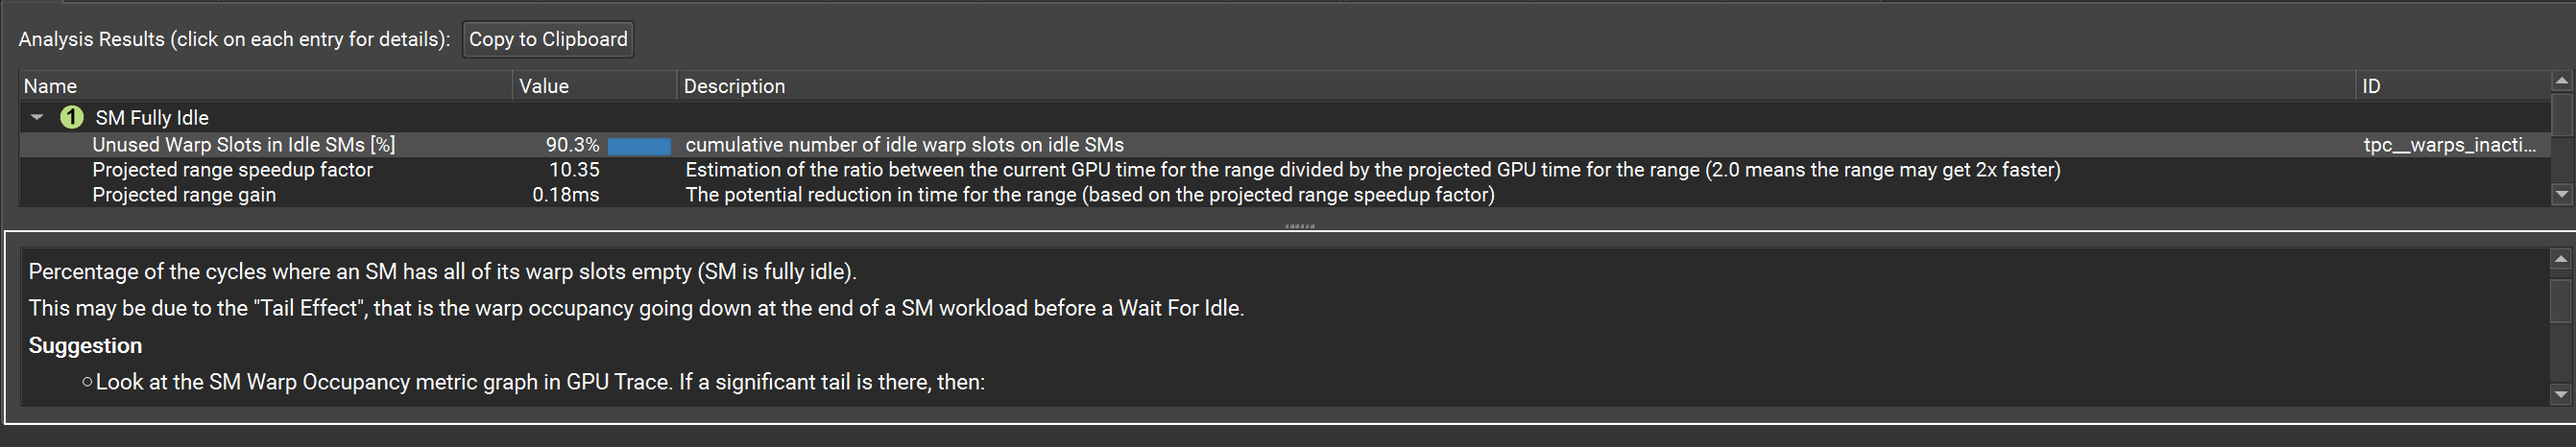 Analysis Results (click on each entry for details): Copy to Clipboard
Name Value Description ID
1 SM Fully Idle
Unused Warp Slots in Idle SMs [%] 90.3% cumulative number of idle warp slots on idle SMs tpc__warps_inacti...
Projected range speedup factor 10.35 Estimation of the ratio between the current GPU time for the range divided by the projected GPU time for the range (2.0 means the range may get 2x faster)
Projected range gain 0.18ms The potential reduction in time for the range (based on the projected range speedup factor)
Percentage of the cycles where an SM has all of its warp slots empty (SM is fully idle).
This may be due to the "Tail Effect", that is the warp occupancy going down at the end of a SM workload before a Wait For Idle.
Suggestion
○Look at the SM Warp Occupancy metric graph in GPU Trace. If a significant tail is there, then: